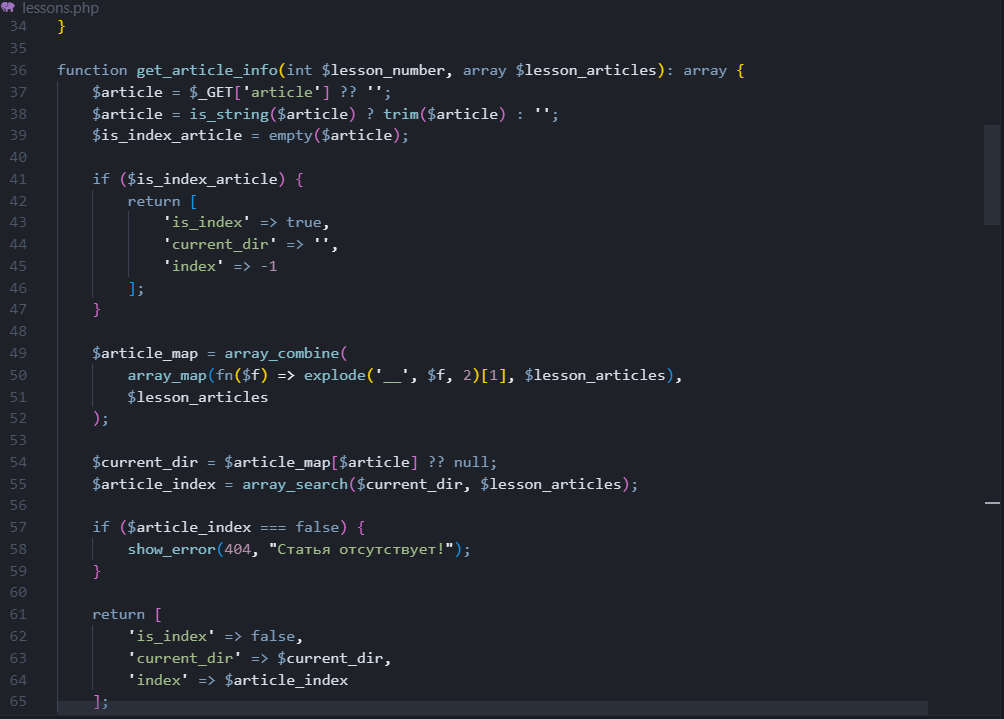 lessons.php
34 }
35
36 function get_article_info(int $lesson_number, array $lesson_articles): array {
37     $article = $_GET['article'] ?? '';
38     $article = is_string($article) ? trim($article) : '';
39     $is_index_article = empty($article);
40
41     if ($is_index_article) {
42         return [
43             'is_index' => true,
44             'current_dir' => '',
45             'index' => -1
46         ];
47     }
48
49     $article_map = array_combine(
50         array_map(fn($f) => explode('__', $f, 2)[1], $lesson_articles),
51         $lesson_articles
52     );
53
54     $current_dir = $article_map[$article] ?? null;
55     $article_index = array_search($current_dir, $lesson_articles);
56
57     if ($article_index === false) {
58         show_error(404, "Статья отсутствует!");
59     }
60
61     return [
62         'is_index' => false,
63         'current_dir' => $current_dir,
64         'index' => $article_index
65     ];